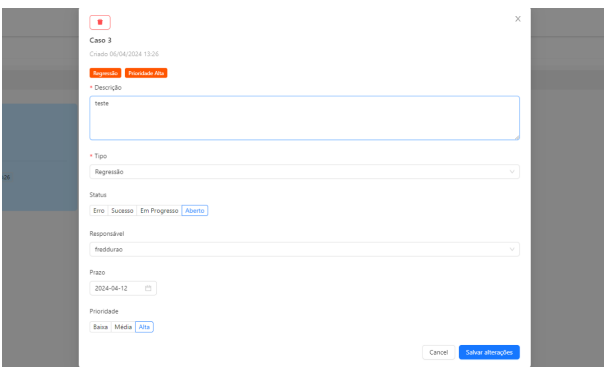 X
Caso 3
Criado 06/04/2024 13:26
Regressão Prioridade Alta
* Descrição
teste
* Tipo
Regressão
Status
Erro Sucesso Em Progresso Aberto
Responsável
freddurao
Prazo
2024-04-12
Prioridade
Baixa Média Alta
Cancel Salvar alterações